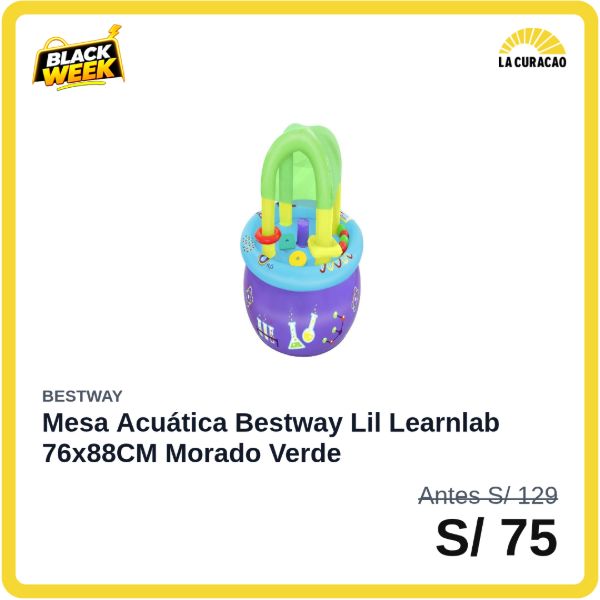 BLACK
WEEK
LA CURACAO
BESTWAY
Mesa Acuática Bestway Lil Learnlab
76x88CM Morado Verde
Antes S/ 129
S/ 75